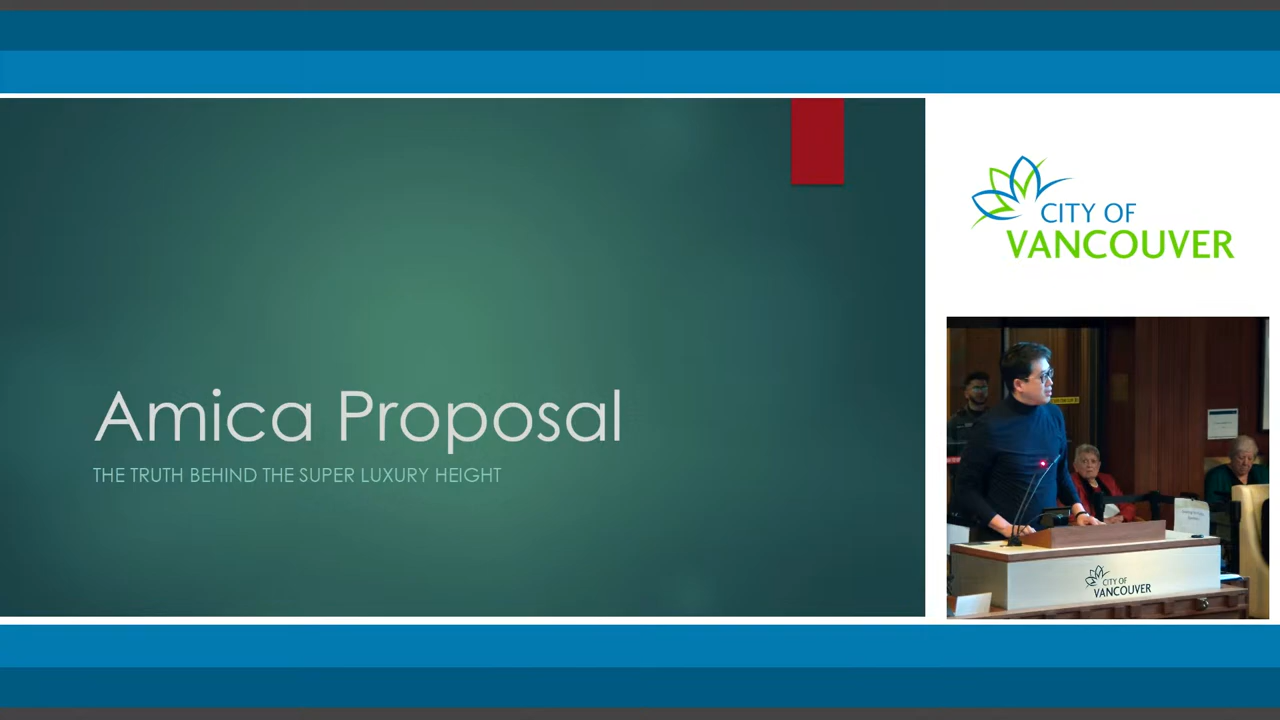 Amica Proposal
THE TRUTH BEHIND THE SUPER LUXURY HEIGHT
CITY OF
VANCOUVER
CITY OF
VANCOUVER